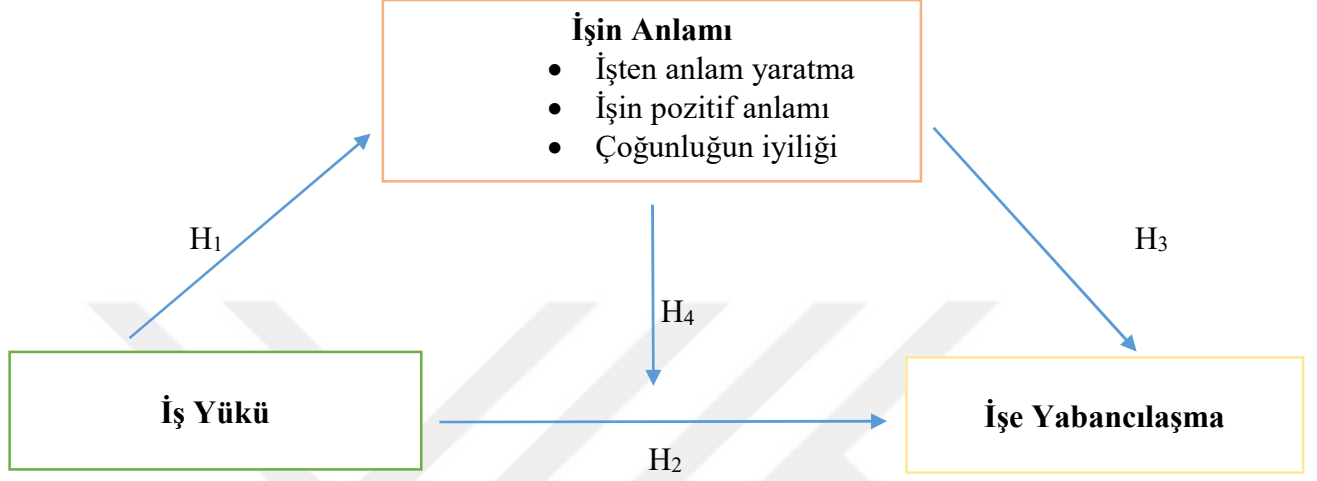 İşin Anlamı
• İşten anlam yaratma
• İşin pozitif anlamı
• Çoğunluğun iyiliği
H₁
H₃
H₄
İş Yükü
İşe Yabancılaşma
H₂